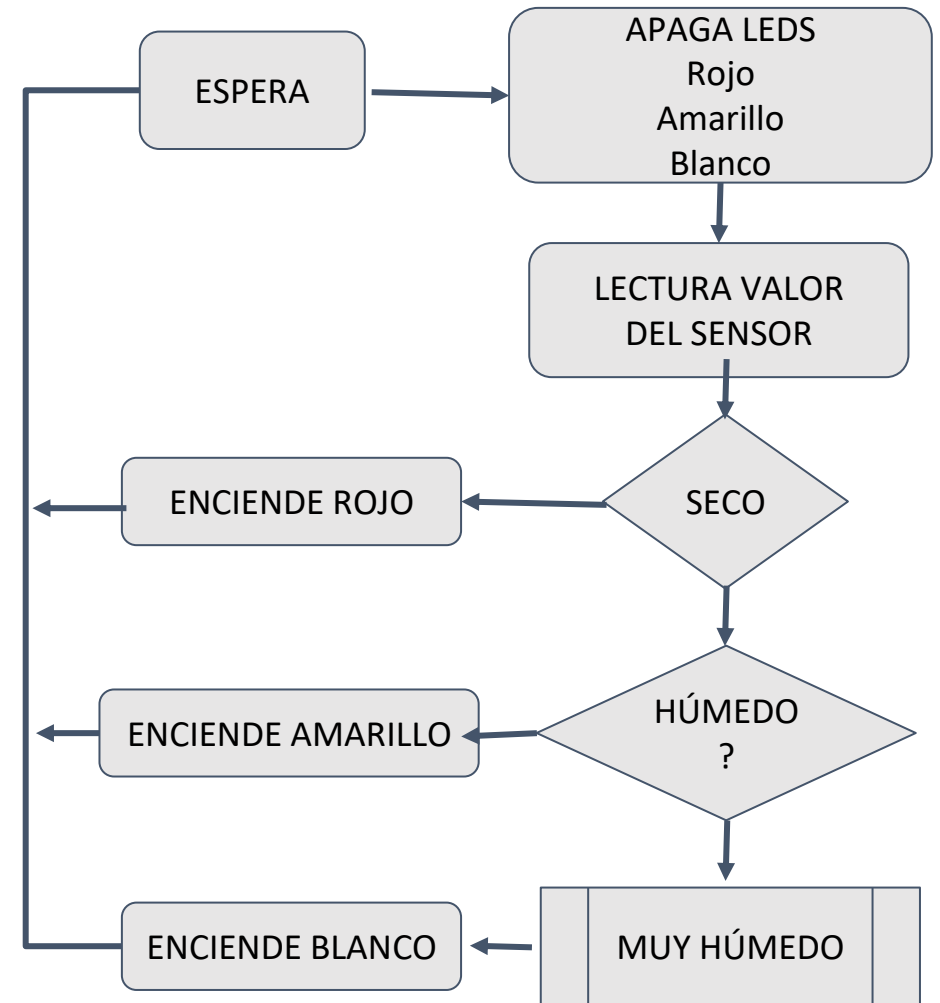 ESPERA
APAGA LEDS
Rojo
Amarillo
Blanco
LECTURA VALOR
DEL SENSOR
ENCIENDE ROJO
SECO
ENCIENDE AMARILLO
HÚMEDO
?
ENCIENDE BLANCO
MUY HÚMEDO